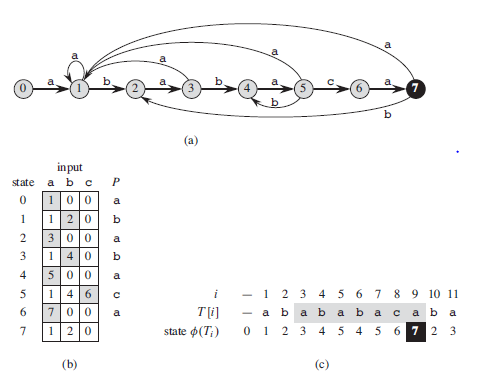 a
a
a
a
a
0 a 1 b 2 a 3 b 4 a 5 c 6 a 7
b
b
(a)
.
input
state a b c P
0 1 0 0 a
1 1 2 0 b
2 3 0 0 a
3 1 4 0 b
4 5 0 0 a
5 1 4 6 c
6 7 0 0 a
7 1 2 0
i — 1 2 3 4 5 6 7 8 9 10 11
T[i] — a b a b a b a c a b a
state ϕ(Tᵢ) 0 1 2 3 4 5 4 5 6 7 2 3
(b)
(c)